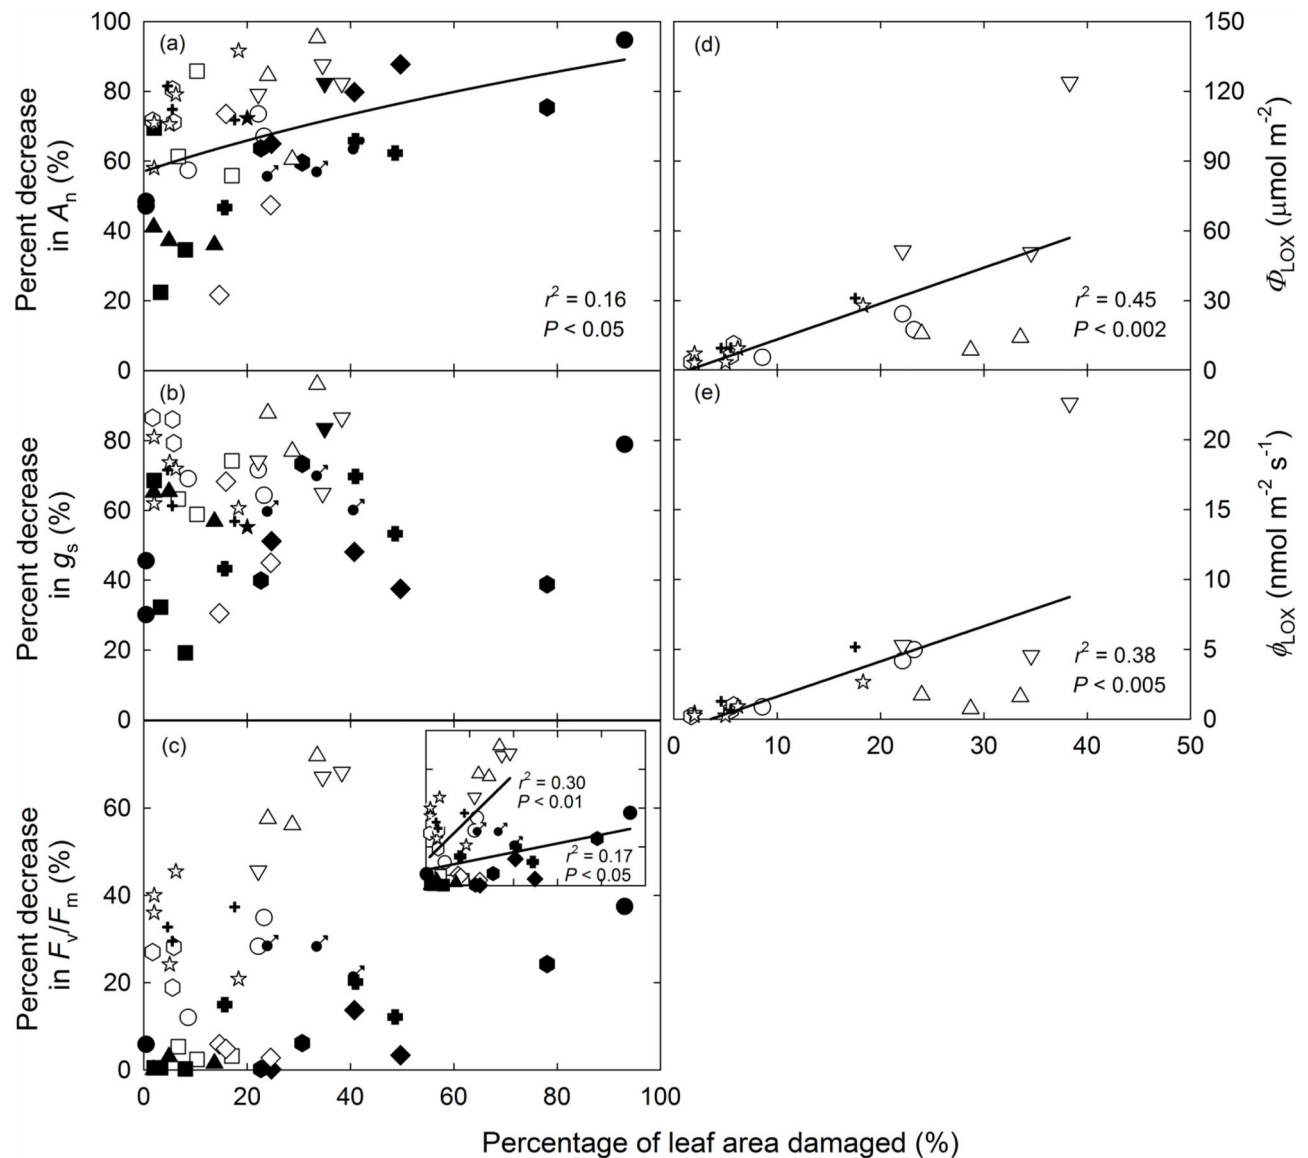 Percent decrease
in Aₙ (%)
100
80
60
40
20
0
(a)
r² = 0.16
P < 0.05
Percent decrease
in gₛ (%)
80
60
40
20
0
(b)
Percent decrease
in Fᵥ/Fₘ (%)
60
40
20
0
(c)
r² = 0.30
P < 0.01
r² = 0.17
P < 0.05
0 20 40 60 80 100
(d)
r² = 0.45
P < 0.002
150
120
90
60
30
0
Φ_LOX (μmol m⁻²)
(e)
r² = 0.38
P < 0.005
20
15
10
5
0
ϕ_LOX (nmol m⁻² s⁻¹)
0 10 20 30 40 50
Percentage of leaf area damaged (%)